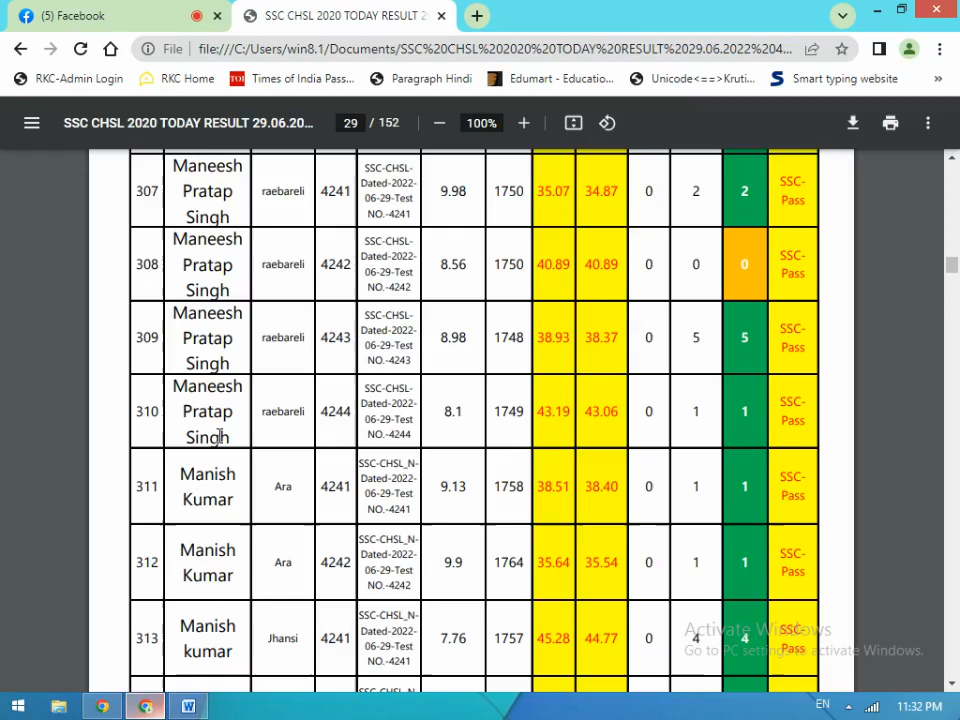 (5) Facebook
SSC CHSL 2020 TODAY RESULT 2
File file:///C:/Users/win8.1/Documents/SSC%20CHSL%202020%20TODAY%20RESULT%2029.06.2022%204...
RKC-Admin Login RKC Home TOI Times of India Pass... Paragraph Hindi Edumart - Educatio... Unicode<==>Kruti... Smart typing website »
SSC CHSL 2020 TODAY RESULT 29.06.20... 29 / 152 100%
307 Maneesh Pratap Singh raebareli 4241 SSC-CHSL-Dated-2022-06-29-Test NO.-4241 9.98 1750 35.07 34.87 0 2 2 SSC-Pass
308 Maneesh Pratap Singh raebareli 4242 SSC-CHSL-Dated-2022-06-29-Test NO.-4242 8.56 1750 40.89 40.89 0 0 0 SSC-Pass
309 Maneesh Pratap Singh raebareli 4243 SSC-CHSL-Dated-2022-06-29-Test NO.-4243 8.98 1748 38.93 38.37 0 5 5 SSC-Pass
310 Maneesh Pratap Singh raebareli 4244 SSC-CHSL-Dated-2022-06-29-Test NO.-4244 8.1 1749 43.19 43.06 0 1 1 SSC-Pass
311 Manish Kumar Ara 4241 SSC-CHSL_N-Dated-2022-06-29-Test NO.-4241 9.13 1758 38.51 38.40 0 1 1 SSC-Pass
312 Manish Kumar Ara 4242 SSC-CHSL_N-Dated-2022-06-29-Test NO.-4242 9.9 1764 35.64 35.54 0 1 1 SSC-Pass
313 Manish kumar Jhansi 4241 SSC-CHSL_N-Dated-2022-06-29-Test NO.-4241 7.76 1757 45.28 44.77 0 4 4 SSC-Pass
Activate Windows
Go to PC settings to activate Windows.
EN 11:32 PM